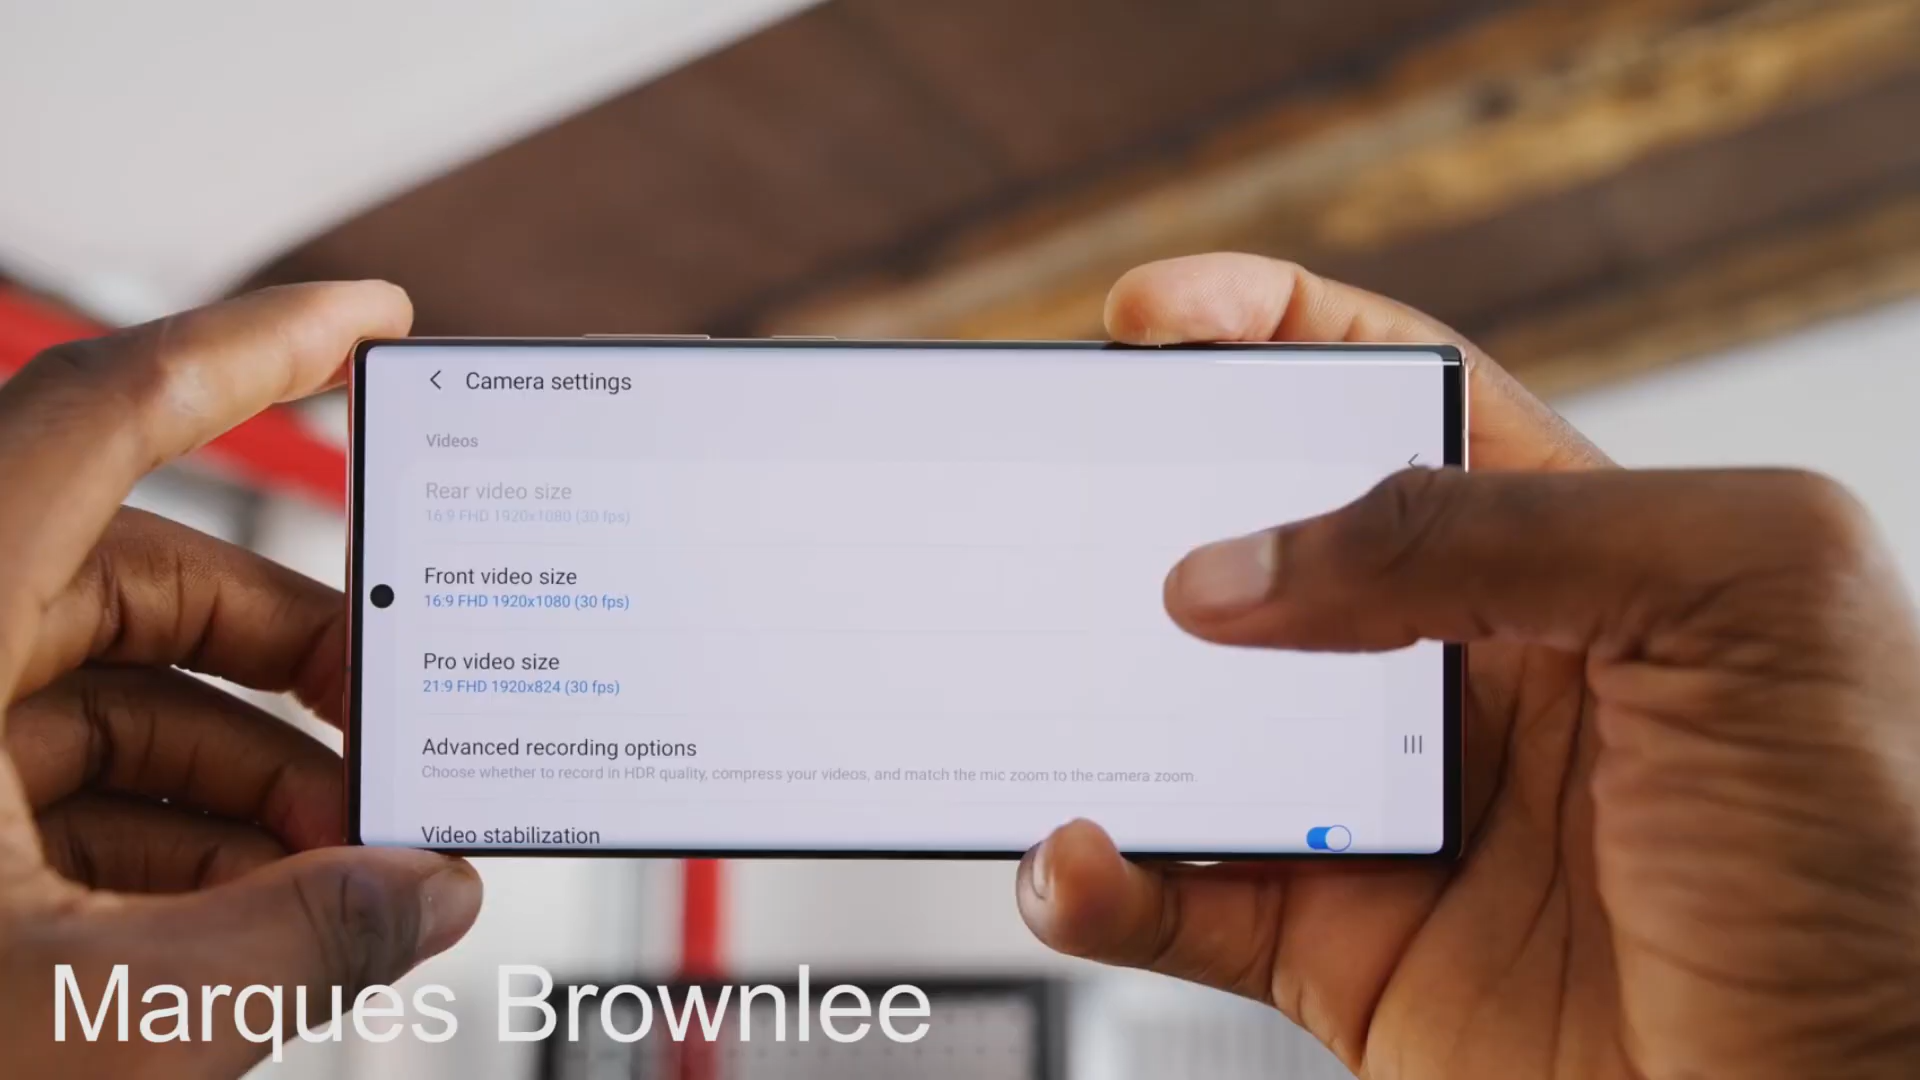 Camera settings
Videos
Rear video size
16:9 FHD 1920x1080 (30 fps)
Front video size
16:9 FHD 1920x1080 (30 fps)
Pro video size
21:9 FHD 1920x824 (30 fps)
Advanced recording options
Choose whether to record in HDR quality, compress your videos, and match the mic zoom to the camera zoom.
Video stabilization
Marques Brownlee